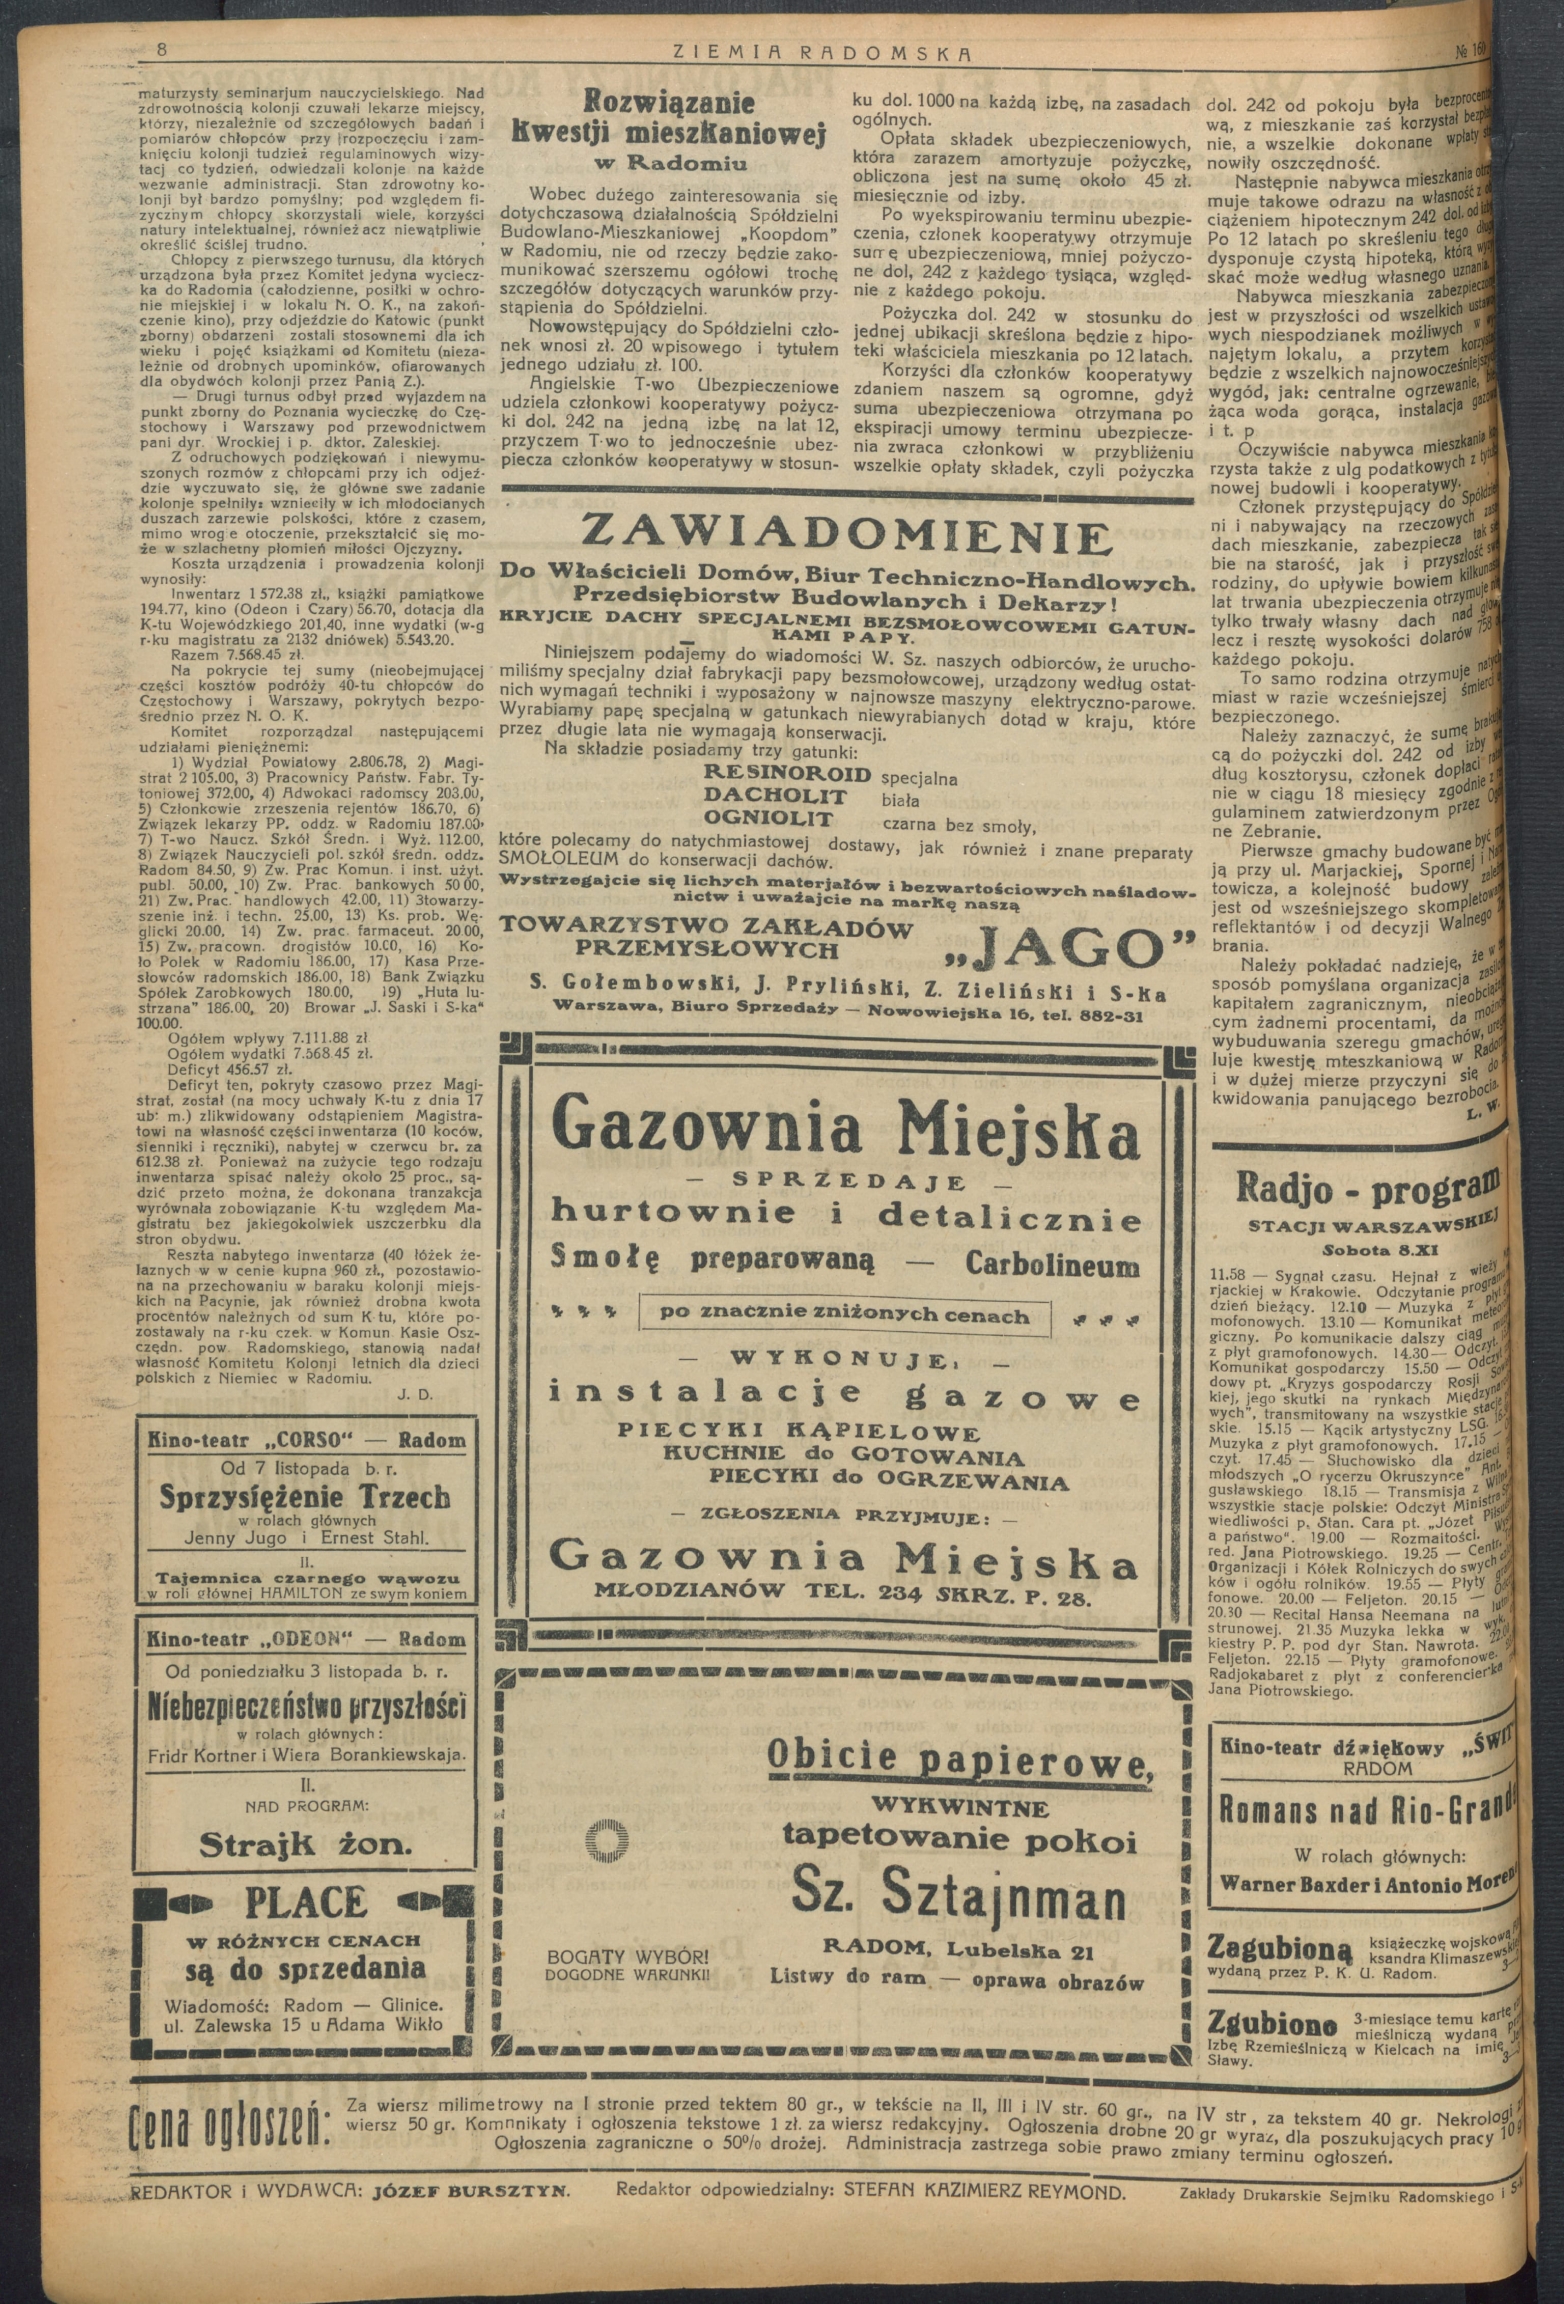 8
ZIEMIA RADOMSKA
№ 160
maturzysty seminarjum nauczycielskiego. Nad
zdrowotnością kolonji czuwali lekarze miejscy,
którzy, niezależnie od szczegółowych badań i
pomiarów chłopców przy rozpoczęciu i zam-
knięciu kolonji tudzież regulaminowych wizy-
tacj co tydzień, odwiedzali kolonje na każde
wezwanie administracji. Stan zdrowotny ko-
lonji był bardzo pomyślny; pod względem fi-
zycznym chłopcy skorzystali wiele, korzyści
natury intelektualnej, również acz niewątpliwie
określić ściślej trudno.
Chłopcy z pierwszego turnusu, dla których
urządzona była przez Komitet jedyna wyciecz-
ka do Radomia (całodzienne, posiłki w ochro-
nie miejskiej i w lokalu N. O. K., na zakoń-
czenie kino), przy odjeździe do Katowic (punkt
zborny) obdarzeni zostali stosownemi dla ich
wieku i pojęć książkami od Komitetu (nieza-
leżnie od drobnych upominków, ofiarowanych
dla obydwóch kolonji przez Panią Z.).
— Drugi turnus odbył przed wyjazdem na
punkt zborny do Poznania wycieczkę do Czę-
stochowy i Warszawy pod przewodnictwem
pani dyr. Wrockiej i p. dktor. Zaleskiej.
Z odruchowych podziękowań i niewymu-
szonych rozmów z chłopcami przy ich odjeź-
dzie wyczuwato się, że główne swe zadanie
kolonje spełniły: wznieciły w ich młodocianych
duszach zarzewie polskości, które z czasem,
mimo wrog e otoczenie, przekształcić się mo-
że w szlachetny płomień miłości Ojczyzny.
Koszta urządzenia i prowadzenia kolonji
wynosiły:
Inwentarz 1 572.38 zł., książki pamiątkowe
194.77, kino (Odeon i Czary) 56.70, dotacja dla
K-tu Wojewódzkiego 201,40, inne wydatki (w-g
r-ku magistratu za 2132 dniówek) 5.543.20.
Razem 7.568.45 zł.
Na pokrycie tej sumy (nieobejmującej
części kosztów podróży 40-tu chłopców do
Częstochowy i Warszawy, pokrytych bezpo-
średnio przez N. O. K.
Komitet rozporządzal następującemi
udziałami pieniężnemi:
1) Wydział Powiatowy 2.806.78, 2) Magi-
strat 2 105.00, 3) Pracownicy Państw. Fabr. Ty-
toniowej 372,00, 4) Adwokaci radomscy 203.00,
5) Członkowie zrzeszenia rejentów 186.70, 6)
Związek lekarzy PP. oddz. w Radomiu 187.00,
7) T-wo Naucz. Szkół Średn. i Wyż. 112.00,
8) Związek Nauczycieli pol. szkół średn. oddz.
Radom 84.50, 9) Zw. Prac Komun. i inst. użyt.
publ. 50.00, 10) Zw. Prac. bankowych 50 00,
21) Zw. Prac. handlowych 42.00, 11) Stowarzy-
szenie inż. i techn. 25.00, 13) Ks. prob. Wę-
glicki 20.00, 14) Zw. prac. farmaceut. 20.00,
15) Zw. pracown. drogistów 10.00, 16) Ko-
ło Polek w Radomiu 186.00, 17) Kasa Prze-
słowców radomskich 186.00, 18) Bank Związku
Spółek Zarobkowych 180.00, 19) „Huta lu-
strzana" 186.00, 20) Browar „J. Saski i S-ka"
100.00.
Ogółem wpływy 7.111.88 zł
Ogółem wydatki 7.568 45 zł.
Deficyt 456.57 zł.
Deficyt ten, pokryty czasowo przez Magi-
strat, został (na mocy uchwały K-tu z dnia 17
ub. m.) zlikwidowany odstąpieniem Magistra-
towi na własność części inwentarza (10 koców,
sienniki i ręczniki), nabytej w czerwcu br. za
612.38 zł. Ponieważ na zużycie tego rodzaju
inwentarza spisać należy około 25 proc., są-
dzić przeto można, że dokonana tranzakcja
wyrównała zobowiązanie K-tu względem Ma-
gistratu bez jakiegokolwiek uszczerbku dla
stron obydwu.
Reszta nabytego inwentarza (40 łóżek że-
laznych w w cenie kupna 960 zł., pozostawio-
na na przechowaniu w baraku kolonji miejs-
kich na Pacynie, jak również drobna kwota
procentów należnych od sum K-tu, które po-
zostawały na r-ku czek. w Komun. Kasie Osz-
czędn. pow. Radomskiego, stanowią nadal
własność Komitetu Kolonji letnich dla dzieci
polskich z Niemiec w Radomiu.
J. D.
Kino-teatr „CORSO" — Radom
Od 7 listopada b. r.
Sprzysiężenie Trzech
w rolach głównych
Jenny Jugo i Ernest Stahl.
II.
Tajemnica czarnego wąwozu
w roli głównej HAMILTON ze swym koniem
Kino-teatr „ODEON" — Radom
Od poniedziałku 3 listopada b. r.
Niebezpieczeństwo przyszłości
w rolach głównych:
Fridr Kortner i Wiera Borankiewskaja.
II.
NAD PROGRAM:
Strajk żon.
PLACE
W RÓŻNYCH CENACH
są do sprzedania
Wiadomość: Radom — Glinice.
ul. Zalewska 15 u Adama Wikło
Rozwiązanie
kwestji mieszkaniowej
w Radomiu
Wobec dużego zainteresowania się
dotychczasową działalnością Spółdzielni
Budowlano-Mieszkaniowej „Koopdom"
w Radomiu, nie od rzeczy będzie zako-
munikować szerszemu ogółowi trochę
szczegółów dotyczących warunków przy-
stąpienia do Spółdzielni.
Nowowstępujący do Spółdzielni czło-
nek wnosi zł. 20 wpisowego i tytułem
jednego udziału zł. 100.
Angielskie T-wo Ubezpieczeniowe
udziela członkowi kooperatywy pożycz-
ki dol. 242 na jedną izbę na lat 12,
przyczem T-wo to jednocześnie ubez-
piecza członków kooperatywy w stosun-
ku dol. 1000 na każdą izbę, na zasadach
ogólnych.
Opłata składek ubezpieczeniowych,
która zarazem amortyzuje pożyczkę,
obliczona jest na sumę około 45 zł.
miesięcznie od izby.
Po wyekspirowaniu terminu ubezpie-
czenia, członek kooperatywy otrzymuje
sumę ubezpieczeniową, mniej pożyczo-
ne dol, 242 z każdego tysiąca, względ-
nie z każdego pokoju.
Pożyczka dol. 242 w stosunku do
jednej ubikacji skreślona będzie z hipo-
teki właściciela mieszkania po 12 latach.
Korzyści dla członków kooperatywy
zdaniem naszem są ogromne, gdyż
suma ubezpieczeniowa otrzymana po
ekspiracji umowy terminu ubezpiecze-
nia zwraca członkowi w przybliżeniu
wszelkie opłaty składek, czyli pożyczka
dol. 242 od pokoju była
wą, z mieszkanie zaś korzystał
nie, a wszelkie dokonane wpłaty
nowiły oszczędność.
Następnie nabywca mieszkania
muje takowe odrazu na własność z
ciążeniem hipotecznym 242 dol. od
Po 12 latach po skreśleniu tego
dysponuje czystą hipoteką, którą
skać może według własnego uznania.
Nabywca mieszkania
jest w przyszłości od wszelkich
wych niespodzianek możliwych w
najętym lokalu, a przytem
będzie z wszelkich
wygód, jak: centralne ogrzewanie,
żąca woda gorąca, instalacja
i t. p
Oczywiście nabywca mieszkania
rzysta także z ulg podatkowych z
nowej budowli i kooperatywy.
Członek przystępujący do
ni i nabywający na rzeczowych
dach mieszkanie, zabezpiecza tak
bie na starość, jak i przyszłość
rodziny, do upływie bowiem
lat trwania ubezpieczenia otrzymuje
tylko trwały własny dach nad
lecz i resztę wysokości dolarów 758
każdego pokoju.
To samo rodzina otrzymuje
miast w razie wcześniejszej śmierci
bezpieczonego.
Należy zaznaczyć, że sumę
cą do pożyczki dol. 242 od izby
dług kosztorysu, członek dopłaci
nie w ciągu 18 miesięcy zgodnie z
gulaminem zatwierdzonym przez
ne Zebranie.
Pierwsze gmachy budowane być
ją przy ul. Marjackiej, Spornej i
towicza, a kolejność budowy
jest od wsześniejszego
reflektantów i od decyzji Walnego
brania.
Należy pokładać nadzieję, że w
sposób pomyślana organizacja
kapitałem zagranicznym,
cym żadnemi procentami, da
wybuduwania szeregu gmachów,
luje kwestję mteszkaniową w
i w dużej mierze przyczyni się do
kwidowania panującego bezrobocia.
L. W.
ZAWIADOMIENIE
Do Właścicieli Domów, Biur Techniczno-Handlowych.
Przedsiębiorstw Budowlanych i Dekarzy!
KRYJCIE DACHY SPECJALNEMI BEZSMOŁOWCOWEMI GATUN-
KAMI PAPY.
Niniejszem podajemy do wiadomości W. Sz. naszych odbiorców, że urucho-
miliśmy specjalny dział fabrykacji papy bezsmołowcowej, urządzony według ostat-
nich wymagań techniki i wyposażony w najnowsze maszyny elektryczno-parowe.
Wyrabiamy papę specjalną w gatunkach niewyrabianych dotąd w kraju, które
przez długie lata nie wymagają konserwacji.
Na składzie posiadamy trzy gatunki:
RESINOROID specjalna
DACHOLIT biała
OGNIOLIT czarna bez smoły,
które polecamy do natychmiastowej dostawy, jak również i znane preparaty
SMOŁOLEUM do konserwacji dachów.
Wystrzegajcie się lichych materjałów i bezwartościowych naśladow-
nictw i uważajcie na markę naszą
TOWARZYSTWO ZAKŁADÓW
PRZEMYSŁOWYCH
„JAGO"
S. Gołembowski, J. Pryliński, Z. Zieliński i S-ka
Warszawa, Biuro Sprzedaży — Nowowiejska 16, tel. 882-31
Gazownia Miejska
— SPRZEDAJE —
hurtownie i detalicznie
Smołę preparowaną — Carbolineum
po znacznie zniżonych cenach
— WYKONUJE, —
instalacje gazowe
PIECYKI KĄPIELOWE
KUCHNIE do GOTOWANIA
PIECYKI do OGRZEWANIA
— ZGŁOSZENIA PRZYJMUJE: —
Gazownia Miejska
MŁODZIANÓW TEL. 234 SKRZ. P. 28.
Obicie papierowe,
WYKWINTNE
tapetowanie pokoi
Sz. Sztajnman
RADOM, Lubelska 21
Listwy do ram — oprawa obrazów
BOGATY WYBÓR!
DOGODNE WARUNKI!
Radjo - program
STACJI WARSZAWSKIEJ
Sobota 8.XI
11.58 — Sygnał czasu. Hejnał z wieży
rjackiej w Krakowie. Odczytanie
dzień bieżący. 12.10 — Muzyka z płyt
mofonowych. 13.10 — Komunikat
giczny. Po komunikacie dalszy ciąg
z płyt gramofonowych. 14.30 — Odczyt.
Komunikat gospodarczy 15.50 — Odczyt
dowy pt. „Kryzys gospodarczy Rosji
kiej, jego skutki na rynkach
wych", transmitowany na wszystkie stacje
skie. 15.15 — Kącik artystyczny LSG.
Muzyka z płyt gramofonowych. 17.15 —
czyt. 17.45 — Słuchowisko dla dzieci
młodszych „O rycerzu Okruszynce" Ant.
gusławskiego 18.15 — Transmisja z
wszystkie stacje polskie: Odczyt Ministra
wiedliwości p. Stan. Cara pt. „Józef
a państwo". 19.00 — Rozmaitości.
red. Jana Piotrowskiego. 19.25 — Centr.
Organizacji i Kółek Rolniczych do swych
ków i ogółu rolników. 19.55 — Płyty
fonowe. 20.00 — Feljeton. 20.15 —
20.30 — Recital Hansa Neemana na
strunowej. 21.35 Muzyka lekka w wyk.
kiestry P. P. pod dyr Stan. Nawrota.
Feljeton. 22.15 — Płyty gramofonowe.
Radjokabaret z płyt z conferencier'ka
Jana Piotrowskiego.
Kino-teatr dźwiękowy „ŚWIT"
RADOM
Romans nad Rio-Grande
W rolach głównych:
Warner Baxder i Antonio Moreno
Zagubioną książeczkę wojskową
ksandra Klimaszewskie
wydaną przez P. K. U. Radom. 3—
Zgubiono 3-miesiące temu kartę
mieślniczą wydaną
Izbę Rzemieślniczą w Kielcach na imię
Sławy. 3—3
Cena ogłoszeń:
Za wiersz milimetrowy na I stronie przed tektem 80 gr., w tekście na II, III i IV str. 60 gr., na IV str, za tekstem 40 gr. Nekrologi
wiersz 50 gr. Komnnikaty i ogłoszenia tekstowe 1 zł. za wiersz redakcyjny. Ogłoszenia drobne 20 gr wyraz, dla poszukujących pracy 10 g
Ogłoszenia zagraniczne o 50% drożej. Administracja zastrzega sobie prawo zmiany terminu ogłoszeń.
REDAKTOR i WYDAWCA: JÓZEF BURSZTYN. Redaktor odpowiedzialny: STEFAN KAZIMIERZ REYMOND. Zakłady Drukarskie Sejmiku Radomskiego i S-